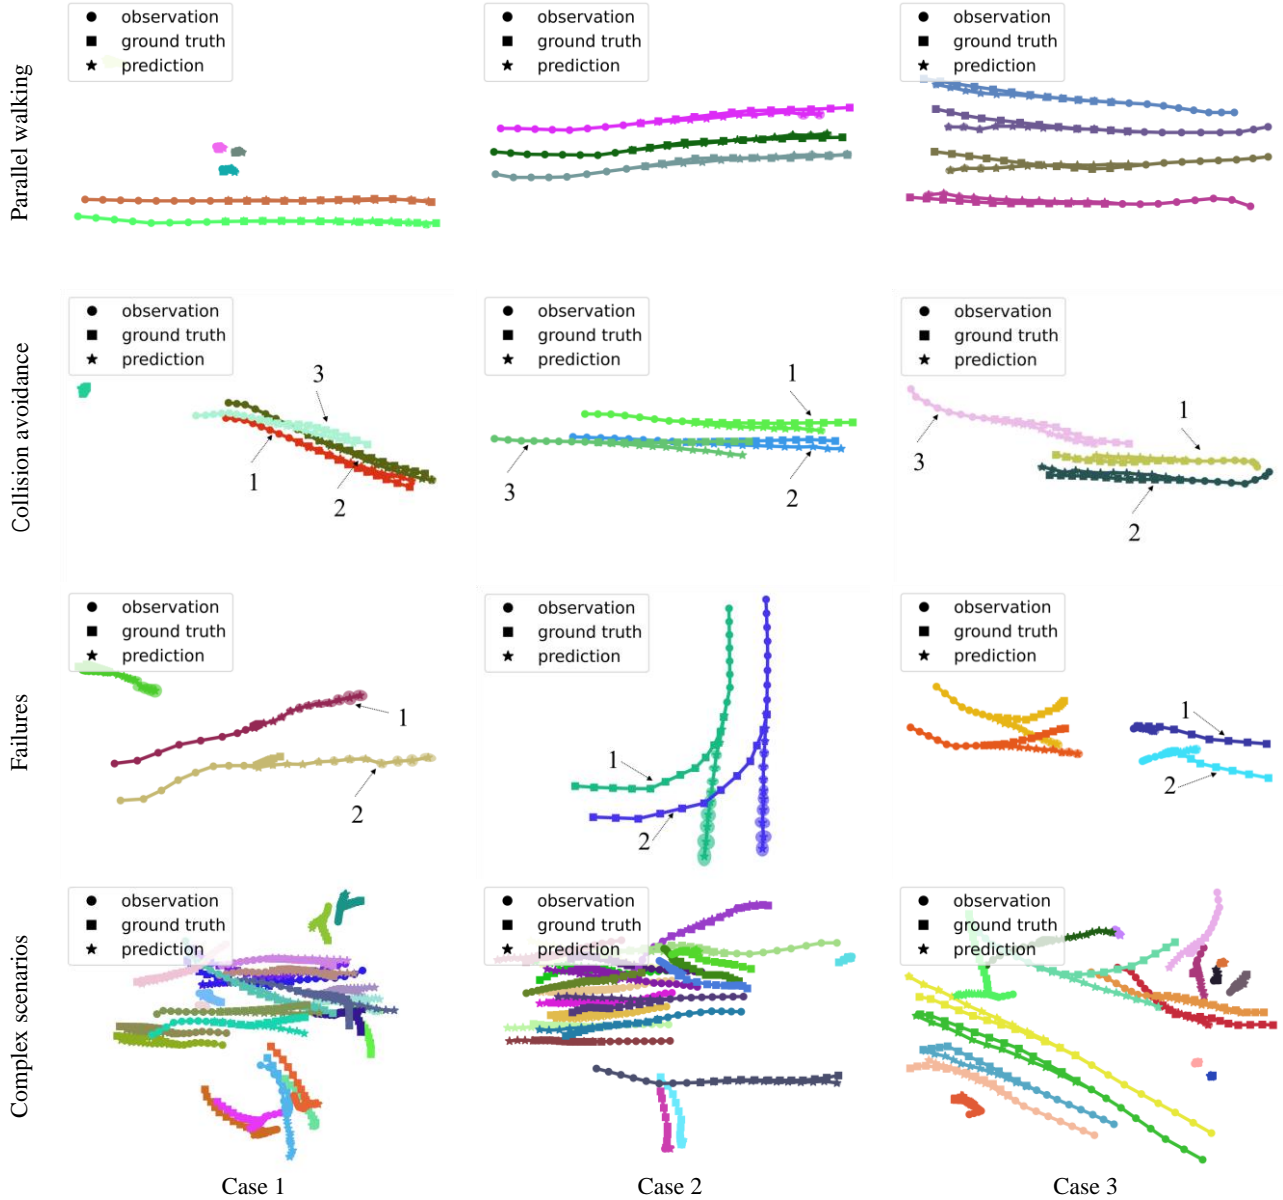 Parallel walking
observation
ground truth
prediction
observation
ground truth
prediction
observation
ground truth
prediction
Collision avoidance
observation
ground truth
prediction
3
1
2
observation
ground truth
prediction
1
3
2
observation
ground truth
prediction
1
3
2
Failures
observation
ground truth
prediction
1
2
observation
ground truth
prediction
1
2
observation
ground truth
prediction
1
2
Complex scenarios
observation
ground truth
prediction
observation
ground truth
prediction
observation
ground truth
prediction
Case 1
Case 2
Case 3